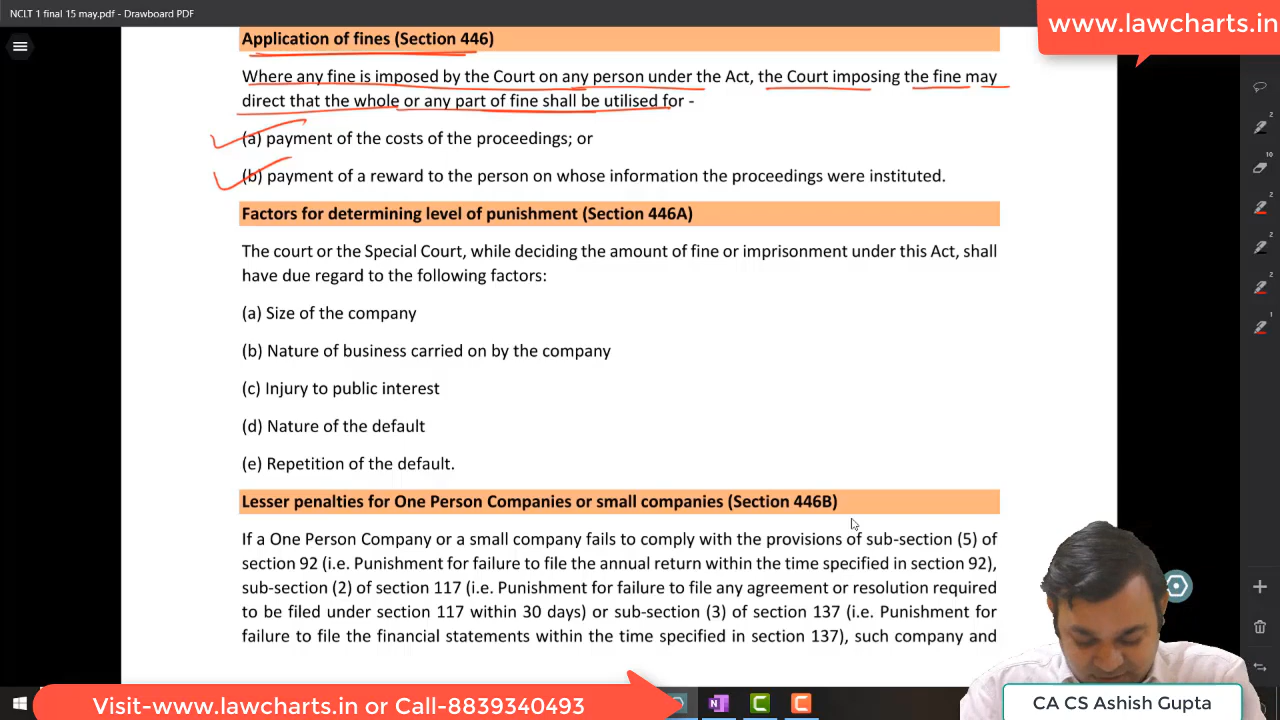 NCLT 1 final 15 may.pdf - Drawboard PDF
www.lawcharts.in
Application of fines (Section 446)
Where any fine is imposed by the Court on any person under the Act, the Court imposing the fine may
direct that the whole or any part of fine shall be utilised for -
(a) payment of the costs of the proceedings; or
(b) payment of a reward to the person on whose information the proceedings were instituted.
Factors for determining level of punishment (Section 446A)
The court or the Special Court, while deciding the amount of fine or imprisonment under this Act, shall
have due regard to the following factors:
(a) Size of the company
(b) Nature of business carried on by the company
(c) Injury to public interest
(d) Nature of the default
(e) Repetition of the default.
Lesser penalties for One Person Companies or small companies (Section 446B)
If a One Person Company or a small company fails to comply with the provisions of sub-section (5) of
section 92 (i.e. Punishment for failure to file the annual return within the time specified in section 92),
sub-section (2) of section 117 (i.e. Punishment for failure to file any agreement or resolution required
to be filed under section 117 within 30 days) or sub-section (3) of section 137 (i.e. Punishment for
failure to file the financial statements within the time specified in section 137), such company and
2
10
2
2
2
1
Visit-www.lawcharts.in or Call-8839340493
CA CS Ashish Gupta